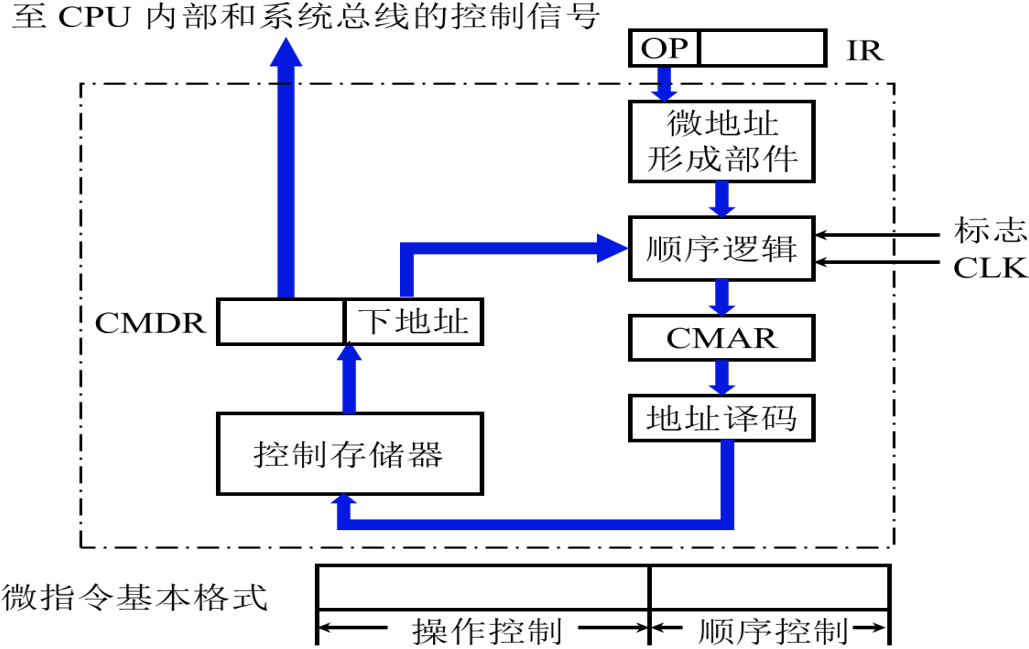 至 CPU 内部和系统总线的控制信号
OP
IR
微地址
形成部件
顺序逻辑
标志
CLK
CMDR
下地址
CMAR
地址译码
控制存储器
微指令基本格式
操作控制
顺序控制